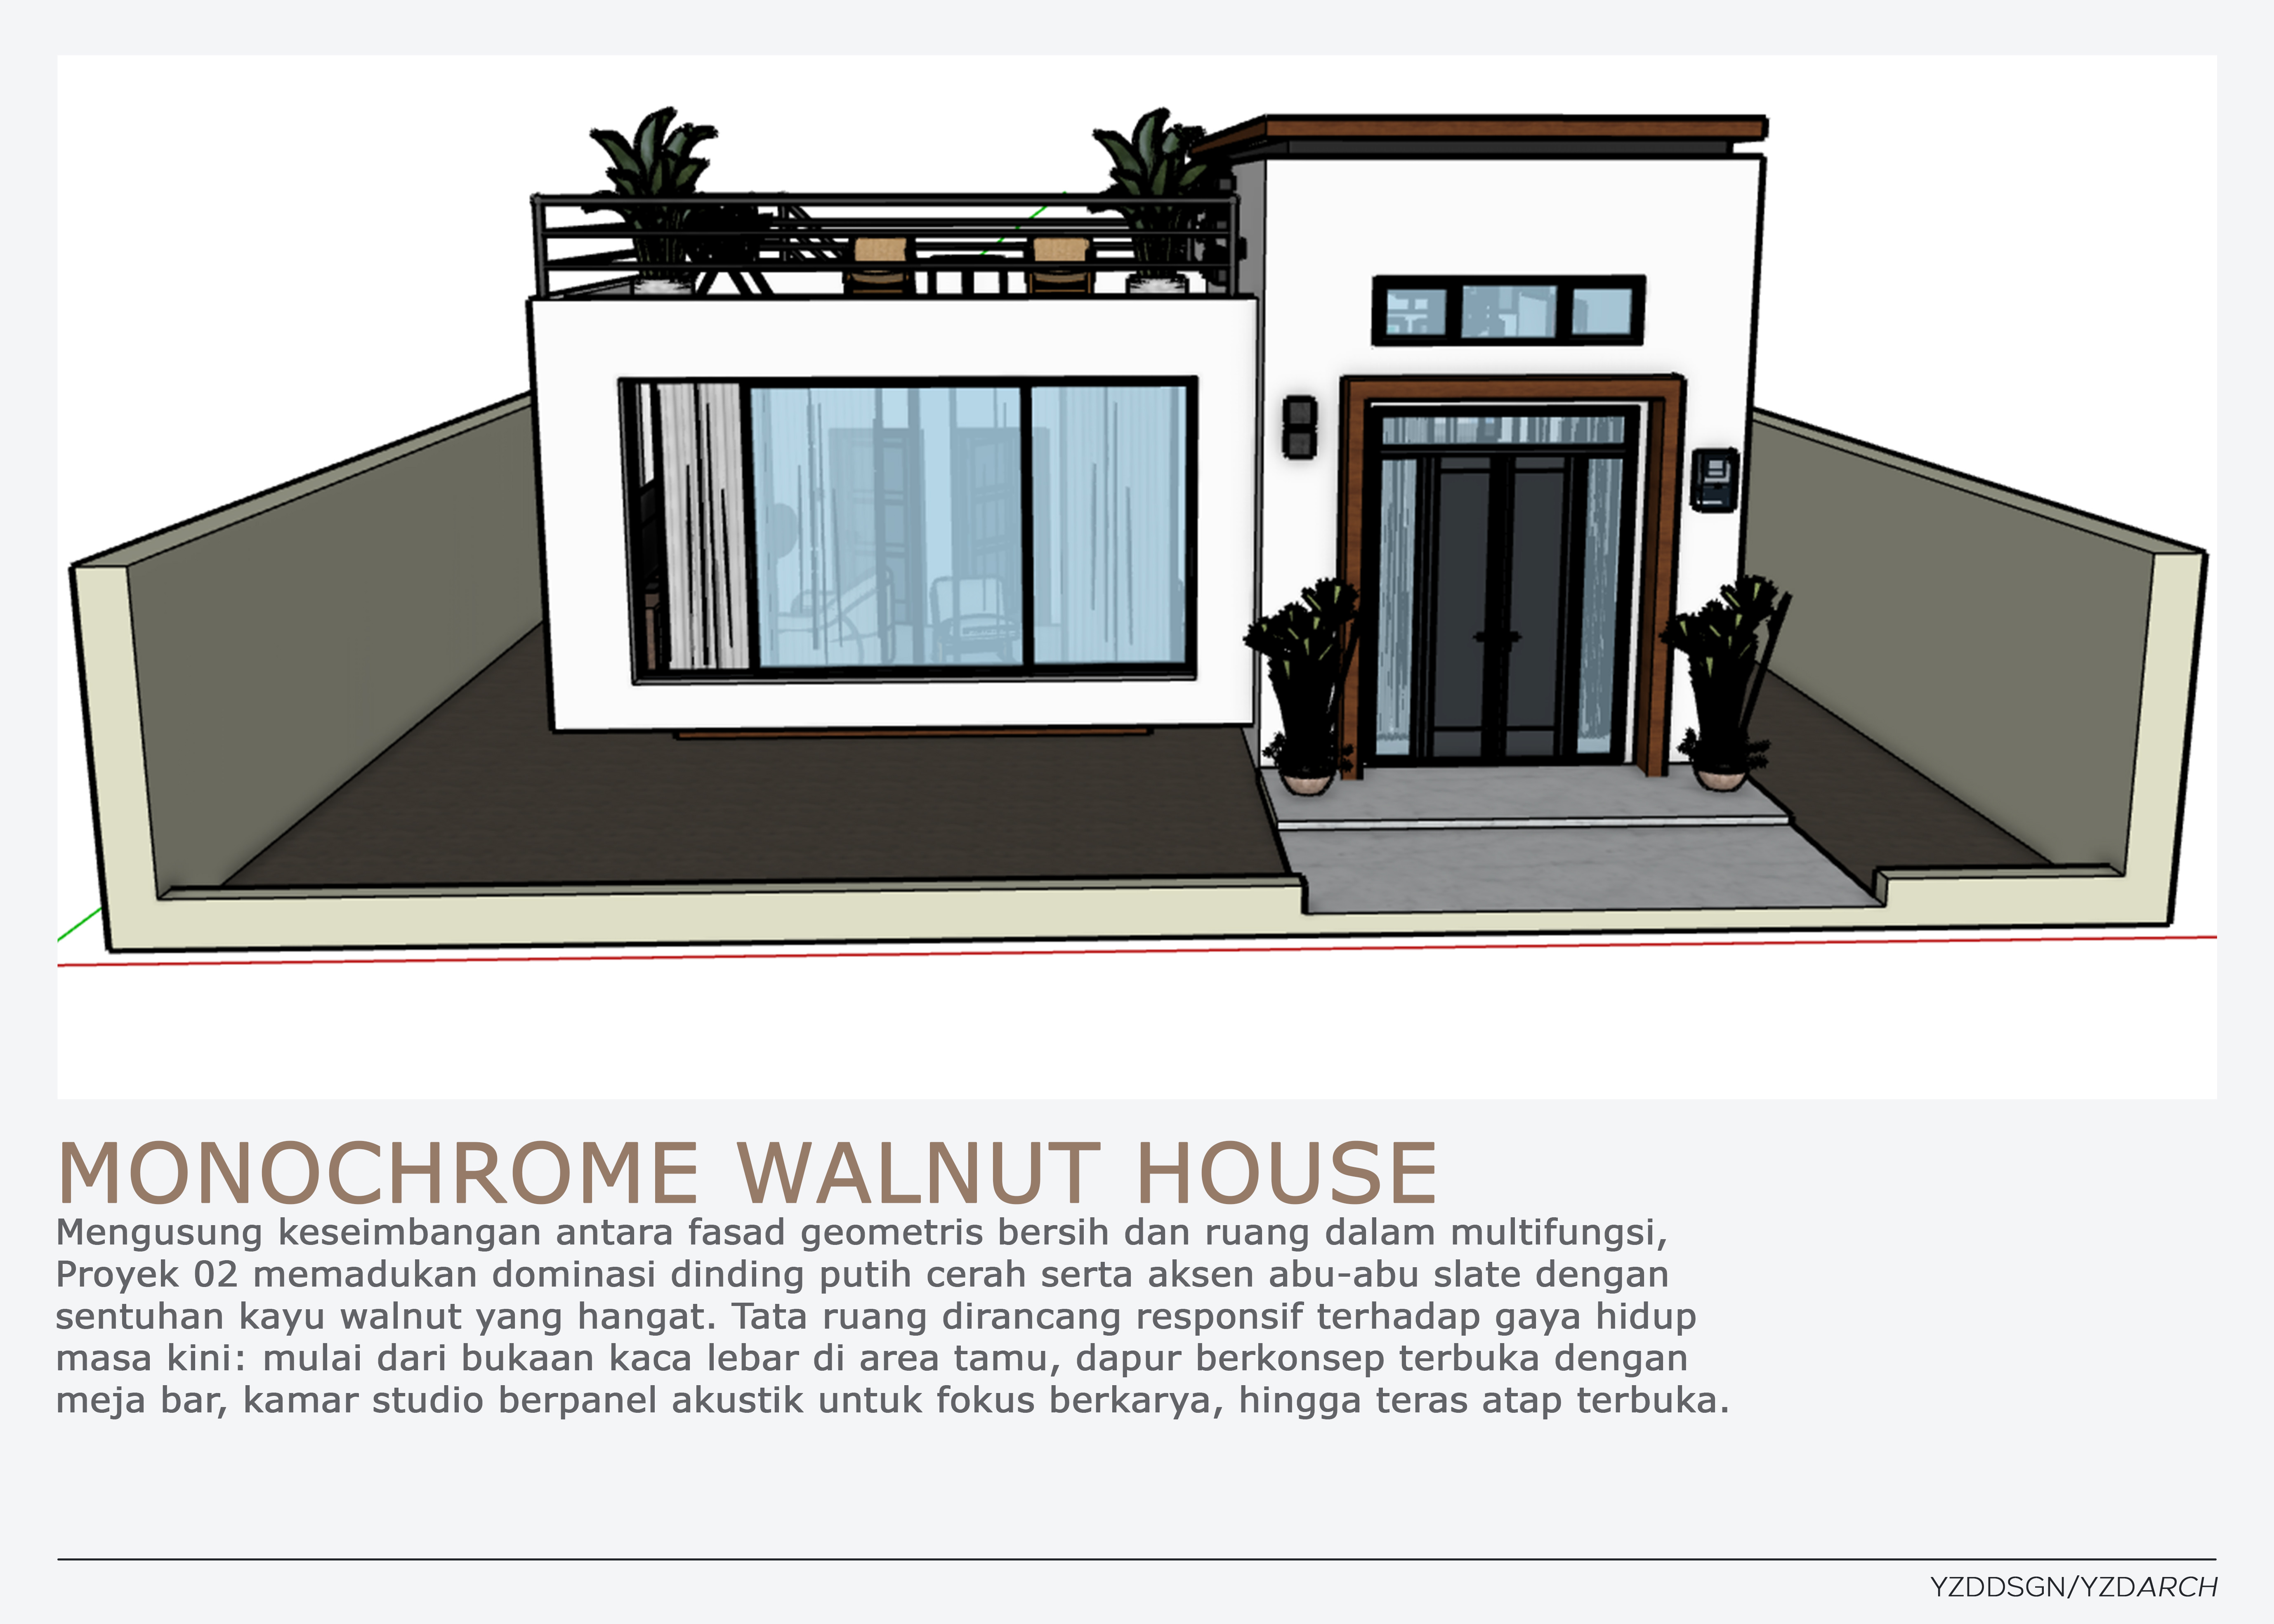 MONOCHROME WALNUT HOUSE
Mengusung keseimbangan antara fasad geometris bersih dan ruang dalam multifungsi,
Proyek 02 memadukan dominasi dinding putih cerah serta aksen abu-abu slate dengan
sentuhan kayu walnut yang hangat. Tata ruang dirancang responsif terhadap gaya hidup
masa kini: mulai dari bukaan kaca lebar di area tamu, dapur berkonsep terbuka dengan
meja bar, kamar studio berpanel akustik untuk fokus berkarya, hingga teras atap terbuka.
YZDDSGN/YZDARCH